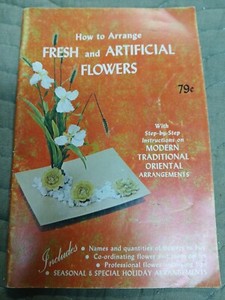 How to Arrange
FRESH and ARTIFICIAL
FLOWERS
79¢
With
Step-by-Step
Instructions on
MODERN
TRADITIONAL
ORIENTAL
ARRANGEMENTS
Includes
• Names and quantities of flowers to
• Co-ordinating flower and
• Professional flower
• SEASONAL & SPECIAL HOLIDAY ARRANGEMENTS